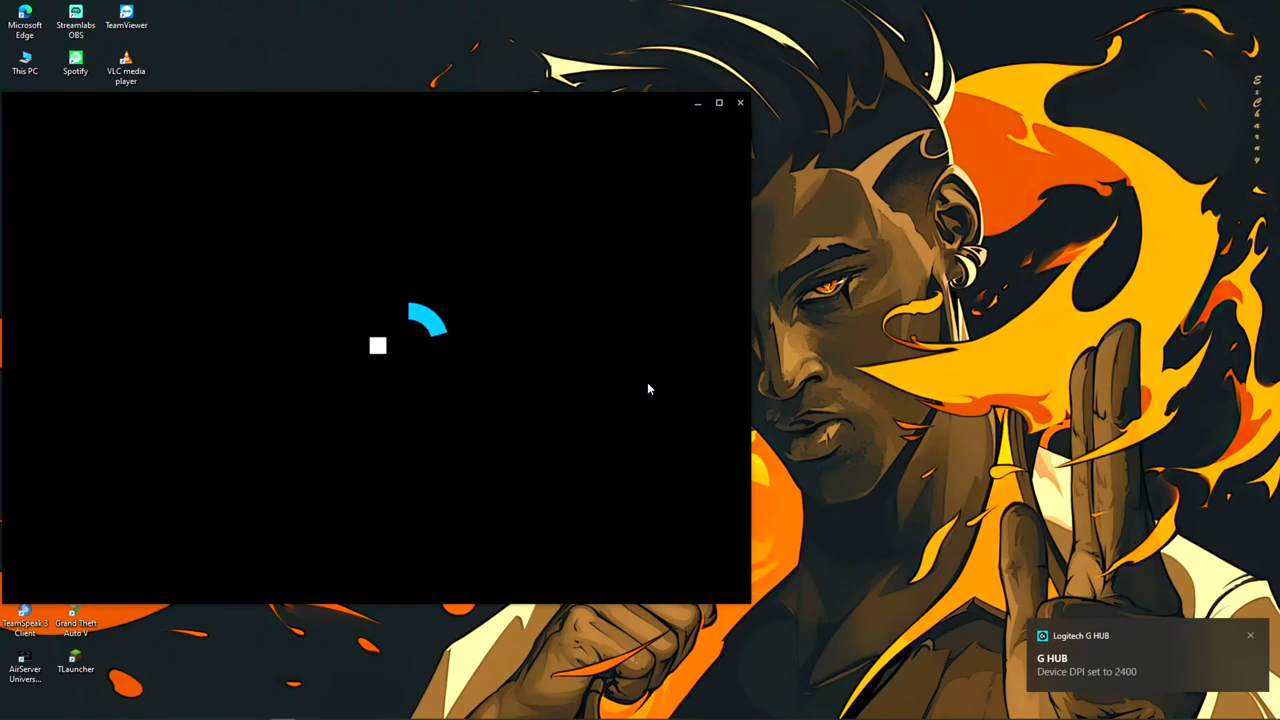 Microsoft
Edge
Streamlabs
OBS
TeamViewer
This PC
Spotify
VLC media
player
ExCharny
TeamSpeak 3
Client
Grand Theft
Auto V
AirServer
Univers...
TLauncher
Logitech G HUB
G HUB
Device DPI set to 2400